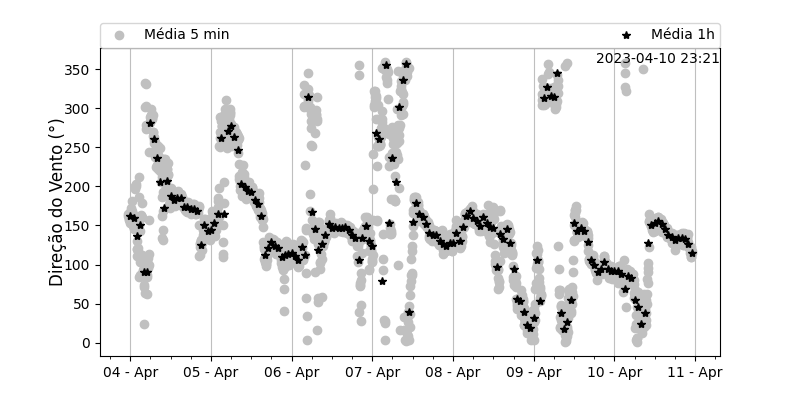 Média 5 min
Média 1h
2023-04-10 23:21
Direção do Vento (°)
350
300
250
200
150
100
50
0
04 - Apr
05 - Apr
06 - Apr
07 - Apr
08 - Apr
09 - Apr
10 - Apr
11 - Apr